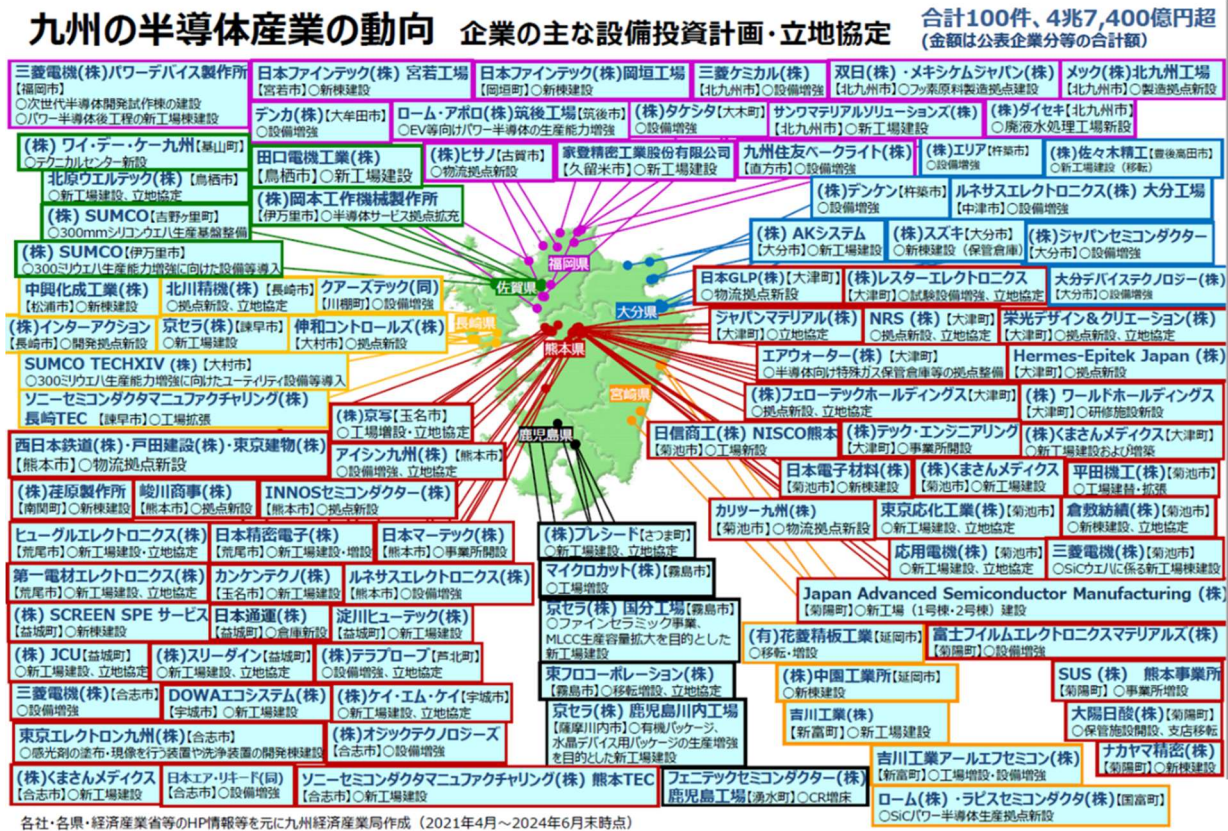 九州の半導体産業の動向 企業の主な設備投資計画・立地協定
合計100件、4兆7,400億円超
(金額は公表企業分等の合計額)
三菱電機(株)パワーデバイス製作所
【福岡市】
○次世代半導体開発試作棟の建設
○パワー半導体後工程の新工場棟建設
日本ファインテック(株) 宮若工場
【宮若市】○新棟建設
日本ファインテック(株)岡垣工場
【岡垣町】○新棟建設
三菱ケミカル(株)
【北九州市】○設備増強
双日(株)・メキシケムジャパン(株)
【北九州市】○フッ素原料製造拠点建設
メック(株)北九州工場
【北九州市】○製造拠点新設
デンカ(株)【大牟田市】
○設備増強
ローム・アポロ(株)筑後工場【筑後市】
○EV等向けパワー半導体の生産能力増強
(株)タケシタ【大木町】
○設備増強
サンワマテリアルソリューションズ(株)
【北九州市】○新工場建設
(株)ダイセキ【北九州市】
○廃液水処理工場新設
(株) ワイ・デー・ケー九州【基山町】
○テクニカルセンター新設
田口電機工業(株)
【鳥栖市】○新工場建設
(株)ヒサノ【古賀市】
○物流拠点新設
家登精密工業股份有限公司
【久留米市】○新工場建設
九州住友ベークライト(株)
【直方市】○設備増強
(株)エリア【杵築市】
○設備増強
(株)佐々木精工【豊後高田市】
○新工場建設（移転）
北原ウエルテック(株)【鳥栖市】
○新工場建設、立地協定
(株)岡本工作機械製作所
【伊万里市】○半導体サービス拠点拡充
(株)デンケン【杵築市】
○設備増強
ルネサスエレクトロニクス(株) 大分工場
【中津市】○設備増強
(株) SUMCO【吉野ヶ里町】
○300mmシリコンウエハ生産基盤整備
(株) AKシステム
【大分市】○新工場建設
(株)スズキ【大分市】
○新棟建設（保管倉庫）
(株)ジャパンセミコンダクター
【大分市】○設備増強
(株) SUMCO【伊万里市】
○300ミリウエハ生産能力増強に向けた設備等導入
福岡県
佐賀県
長崎県
大分県
熊本県
宮崎県
鹿児島県
日本GLP(株)【大津町】
○物流拠点新設
(株)レスターエレクトロニクス
【大津町】○試験設備増強、立地協定
大分デバイステクノロジー(株)
【大分市】○設備増強
中興化成工業(株)
【松浦市】○新棟建設
北川精機(株)【長崎市】
○拠点新設、立地協定
クアーズテック(同)
【川棚町】○設備増強
ジャパンマテリアル(株)
【大津町】○立地協定
NRS (株)【大津町】
○拠点新設、立地協定
栄光デザイン&クリエーション(株)
【大津町】○拠点新設、立地協定
(株)インターアクション
【長崎市】○開発拠点新設
京セラ(株)【諫早市】
○新工場建設
伸和コントロールズ(株)
【大村市】○拠点新設
エアウォーター(株)【大津町】
○半導体向け特殊ガス保管倉庫等の拠点整備
Hermes-Epitek Japan (株)
【大津町】○拠点新設
SUMCO TECHXIV (株)【大村市】
○300ミリウエハ生産能力増強に向けたユーティリティ設備等導入
(株)フェローテックホールディングス【大津町】
○拠点新設、立地協定
(株) ワールドホールディングス
【大津町】○研修施設新設
ソニーセミコンダクタマニュファクチャリング(株)
長崎TEC 【諫早市】○工場拡張
(株)京写【玉名市】
○工場増設・立地協定
日信商工(株) NISCO熊本
【菊池市】○工場新設
(株)テック・エンジニアリング
【大津町】○事業所開設
(株)くまさんメディクス【大津町】
○新工場建設および増築
西日本鉄道(株)・戸田建設(株)・東京建物(株)
【熊本市】○物流拠点新設
アイシン九州(株)【熊本市】
○設備増強、立地協定
日本電子材料(株)
【菊池市】○新棟建設
(株)くまさんメディクス
【菊池市】○新工場建設
平田機工(株)【菊池市】
○工場建替・拡張
(株)荏原製作所
【南関町】○新棟建設
峻川商事(株)
【熊本市】○拠点新設
INNOSセミコンダクター(株)
【熊本市】○拠点新設
カリツー九州(株)
【菊池市】○物流拠点新設
東京応化工業(株)【菊池市】
○新工場建設、立地協定
倉敷紡績(株)【菊池市】
○新棟建設、立地協定
ヒューグルエレクトロニクス(株)
【荒尾市】○新工場建設・立地協定
日本精密電子(株)
【荒尾市】○新工場建設・増設
日本マーテック(株)
【熊本市】○事業所開設
(株)プレシード【さつま町】
○新工場建設、立地協定
応用電機(株)【菊池市】
○新工場建設、立地協定
三菱電機(株)【菊池市】
○SiCウエハに係る新工場棟建設
第一電材エレクトロニクス(株)
【荒尾市】○新工場建設、立地協定
カンケンテクノ(株)
【玉名市】○新工場建設
ルネサスエレクトロニクス(株)
【熊本市】○設備増強
マイクロカット(株)【霧島市】
○工場増設
Japan Advanced Semiconductor Manufacturing (株)
【菊陽町】○新工場（1号棟・2号棟）建設
(株) SCREEN SPE サービス
【益城町】○新棟建設
日本通運(株)
【益城町】○倉庫新設
淀川ヒューテック(株)
【益城町】○新工場建設
京セラ(株) 国分工場【霧島市】
○ファインセラミック事業、
MLCC生産容量拡大を目的とした
新工場建設
(有)花菱精板工業【延岡市】
○移転・増設
富士フイルムエレクトロニクスマテリアルズ(株)
【菊陽町】○設備増強
(株) JCU【益城町】
○新工場建設、立地協定
(株)スリーダイン【益城町】
○新工場建設、立地協定
(株)テラプローブ【芦北町】
○設備増強、立地協定
東フロコーポレーション(株)
【霧島市】○移転増設、立地協定
(株)中園工業所【延岡市】
○新棟建設
SUS (株) 熊本事業所
【菊陽町】○事業所増設
三菱電機(株)【合志市】
○設備増強
DOWAエコシステム(株)
【宇城市】○新工場建設
(株)ケイ・エム・ケイ【宇城市】
○新工場建設、立地協定
京セラ(株) 鹿児島川内工場
【薩摩川内市】○有機パッケージ、
水晶デバイス用パッケージの生産増強
を目的とした新工場建設
吉川工業(株)
【新富町】○新工場建設
大陽日酸(株)【菊陽町】
○保管施設開設、支店移転
東京エレクトロン九州(株)【合志市】
○感光剤の塗布・現像を行う装置や洗浄装置の開発棟建設
(株)オジックテクノロジーズ
【合志市】○設備増強
吉川工業アールエフセミコン(株)
【新富町】○工場増設・設備増強
ナカヤマ精密(株)
【菊陽町】○新棟建設
(株)くまさんメディクス
【合志市】○新工場建設
日本エア・リキード(同)
【合志市】○設備増強
ソニーセミコンダクタマニュファクチャリング(株) 熊本TEC
【合志市】○新工場建設
フェニテックセミコンダクター(株)
鹿児島工場【湧水町】○CR増床
ローム(株)・ラピスセミコンダクタ(株)【国富町】
○SiCパワー半導体生産拠点新設
各社・各県・経済産業省等のHP情報等を元に九州経済産業局作成（2021年4月～2024年6月末時点）